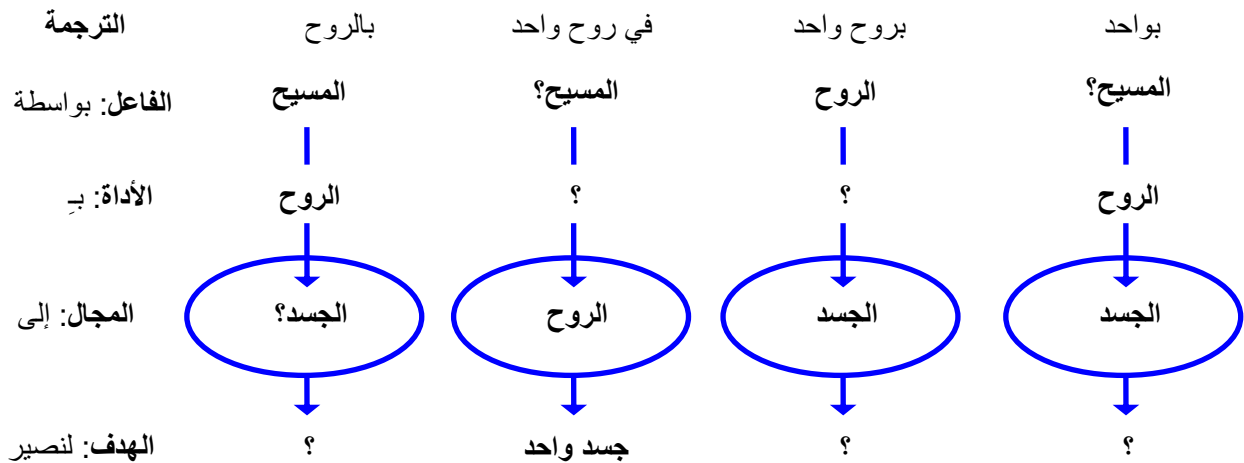 الترجمة بالروح في روح واحد بروح واحد بواحد
الفاعل: بواسطة المسيح المسيح؟ الروح المسيح؟
الأداة: بـِ الروح ؟ ؟ الروح
المجال: إلى الجسد؟ الروح الجسد الجسد
الهدف: لنصير ؟ جسد واحد ؟ ؟